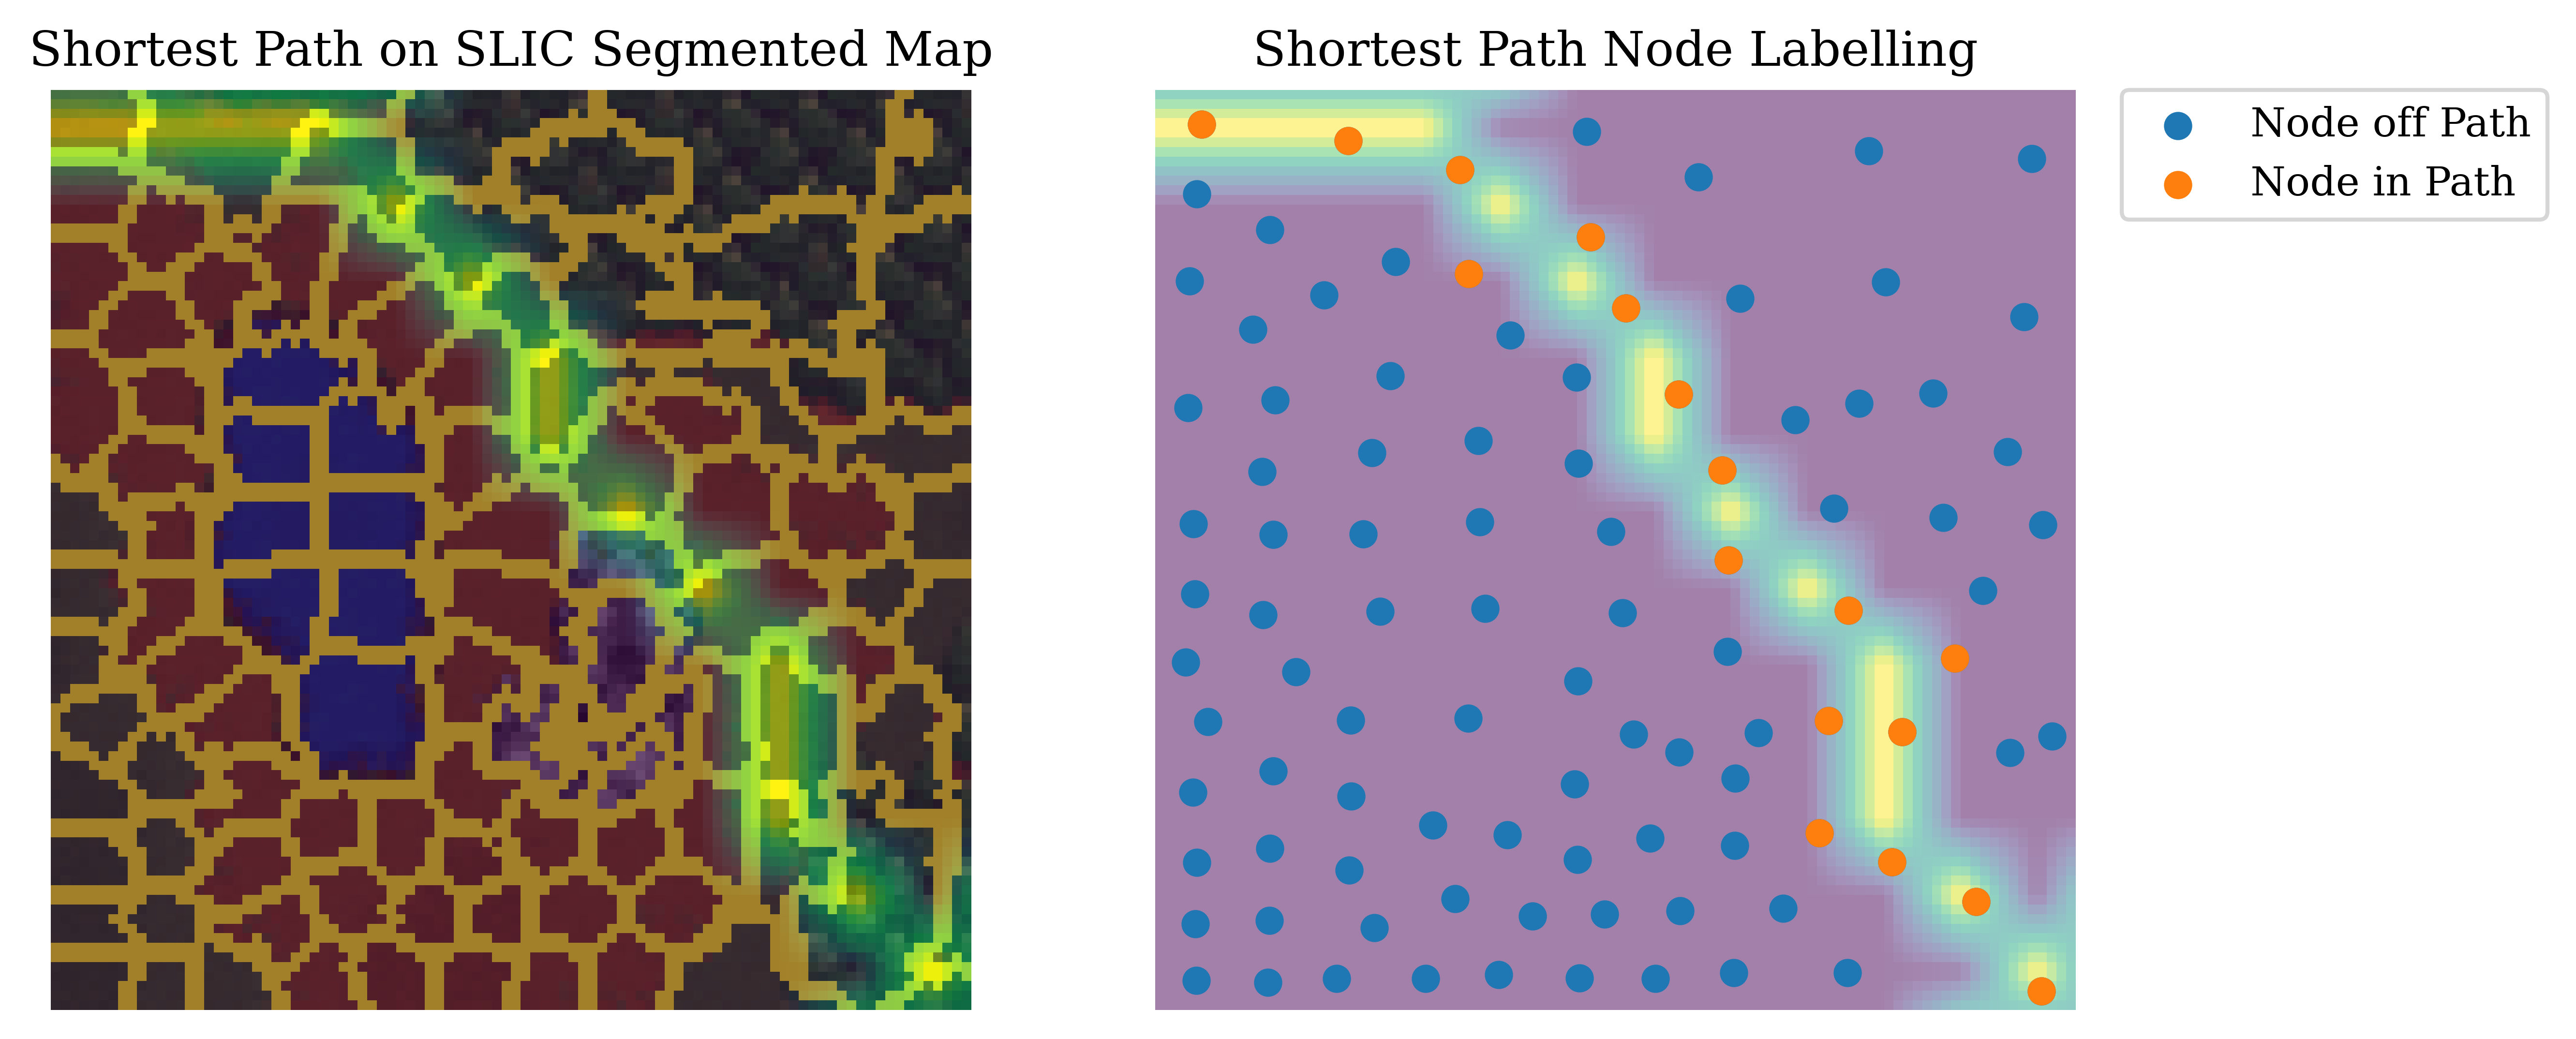 Shortest Path on SLIC Segmented Map
Shortest Path Node Labelling
Node off Path
Node in Path